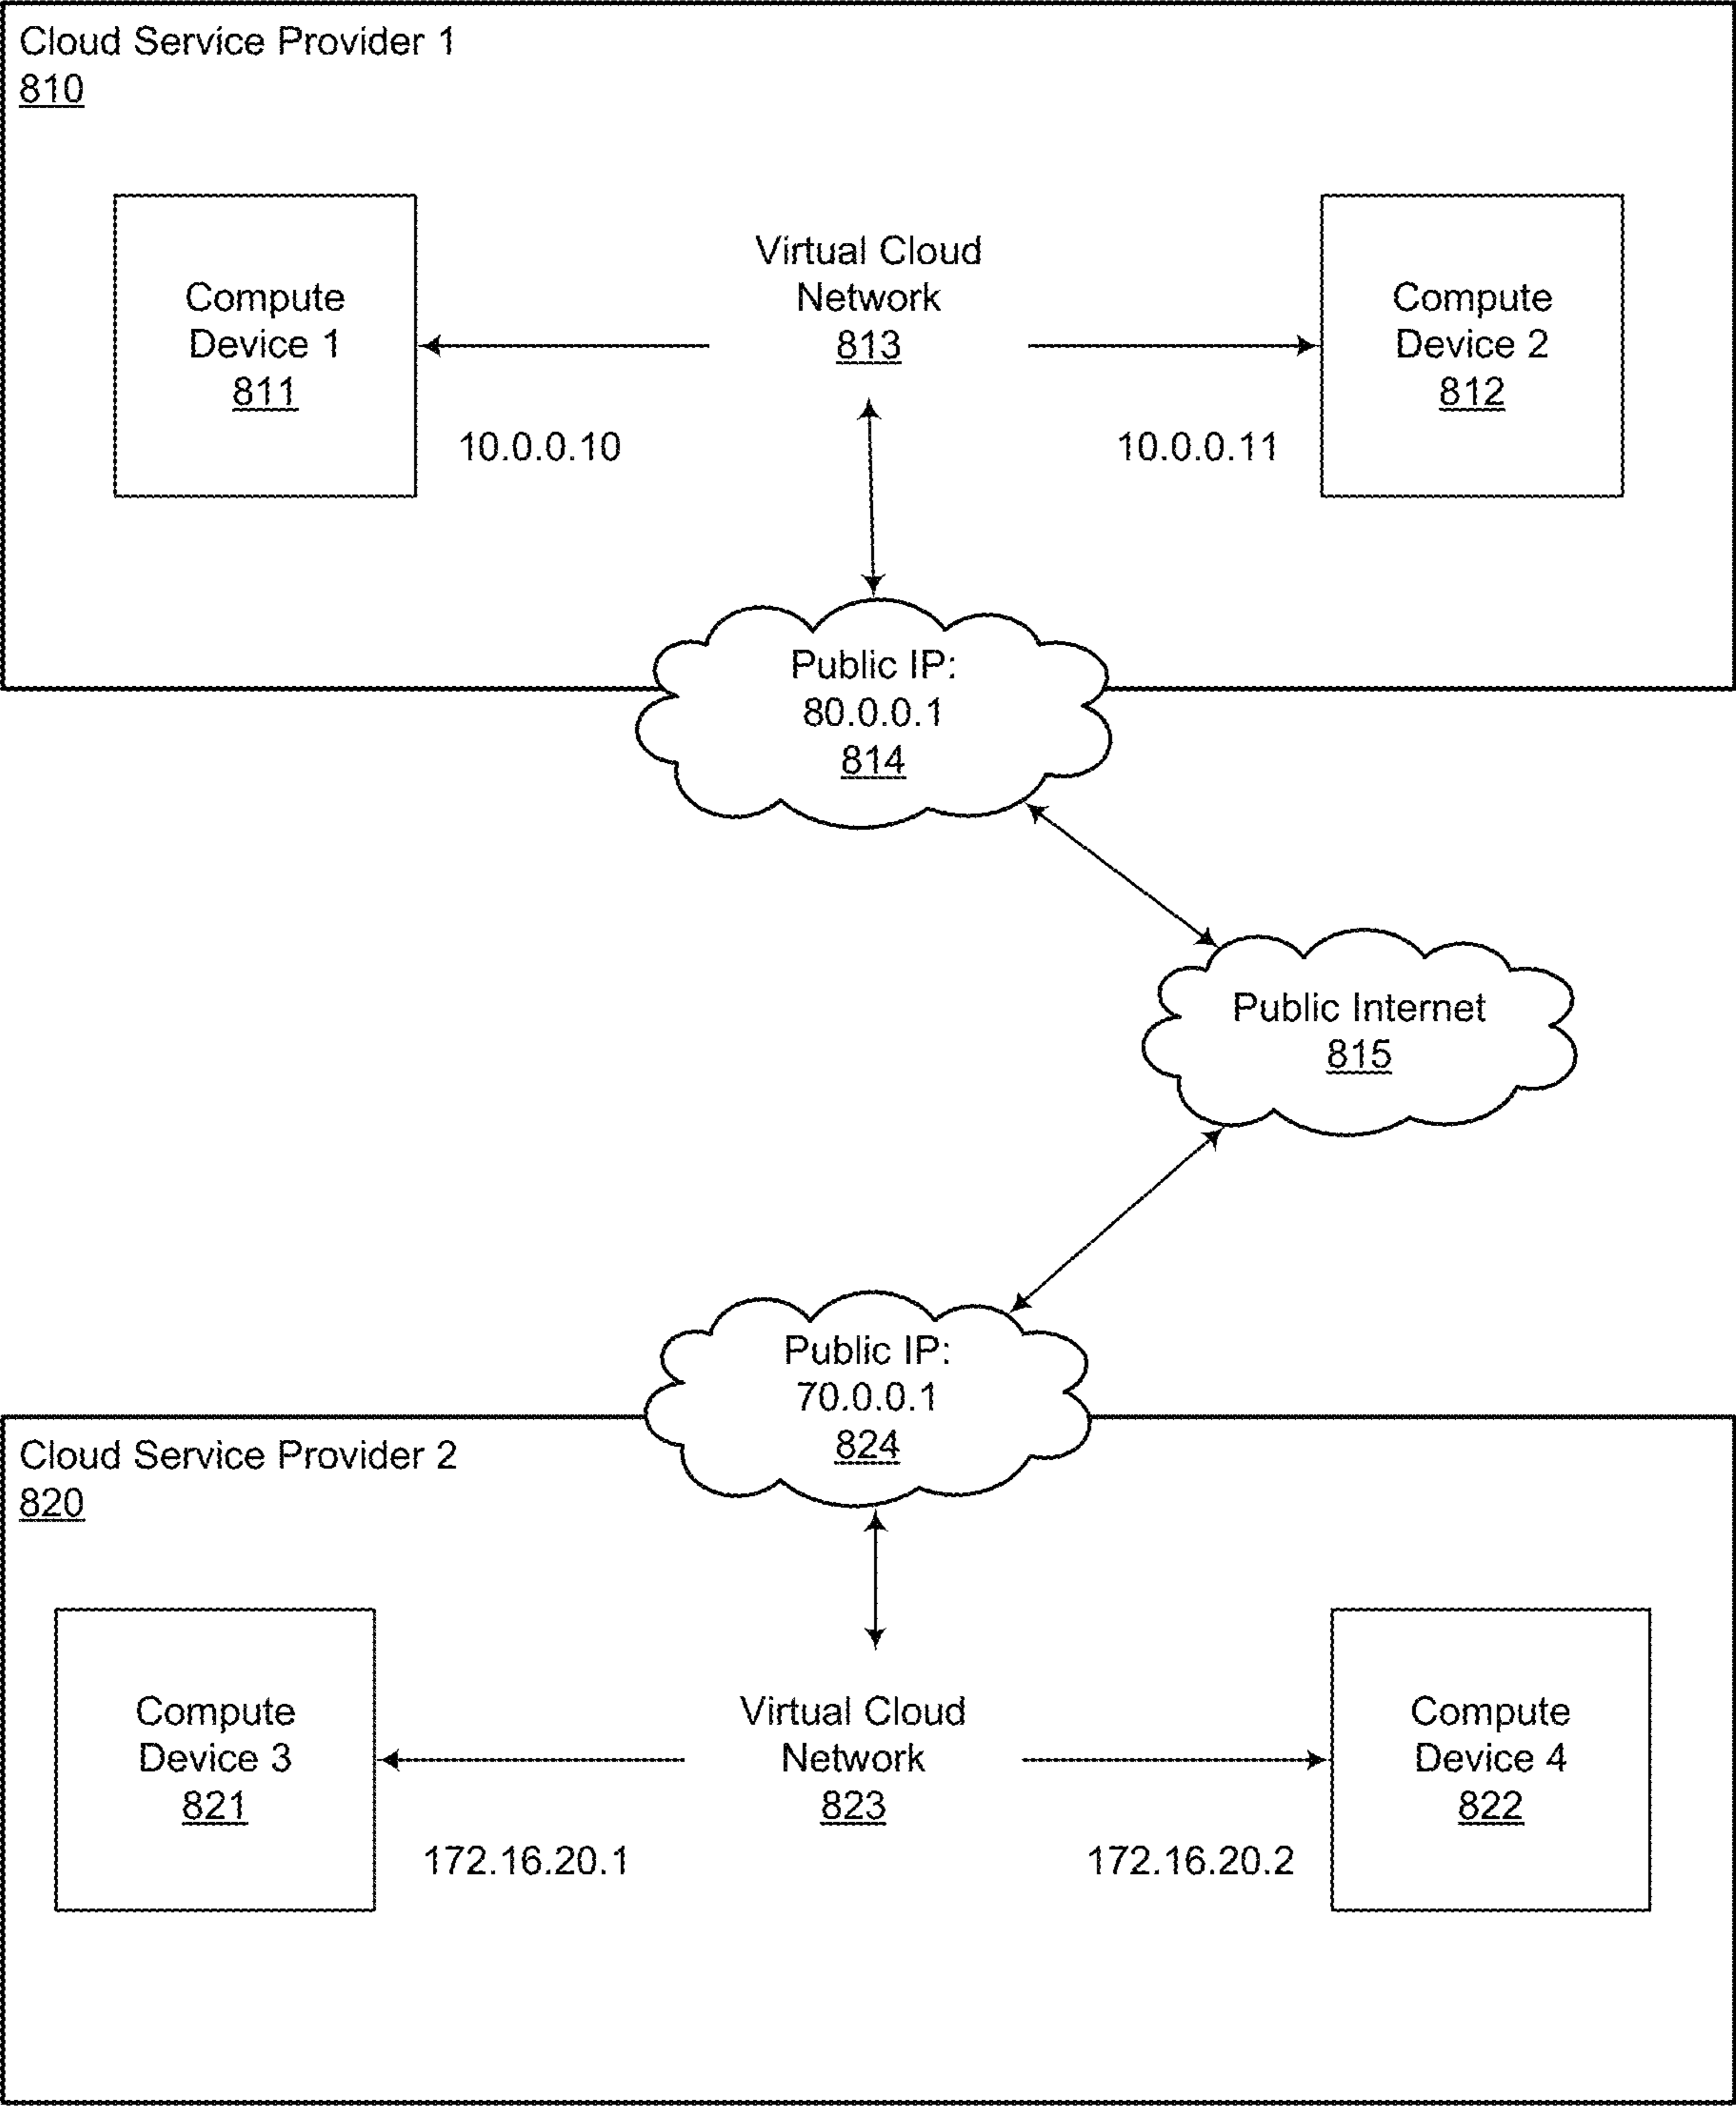 Cloud Service Provider 1
810
Compute
Device 1
811
10.0.0.10
Virtual Cloud
Network
813
10.0.0.11
Compute
Device 2
812
Public IP:
80.0.0.1
814
Public Internet
815
Public IP:
70.0.0.1
824
Cloud Service Provider 2
820
Compute
Device 3
821
172.16.20.1
Virtual Cloud
Network
823
172.16.20.2
Compute
Device 4
822